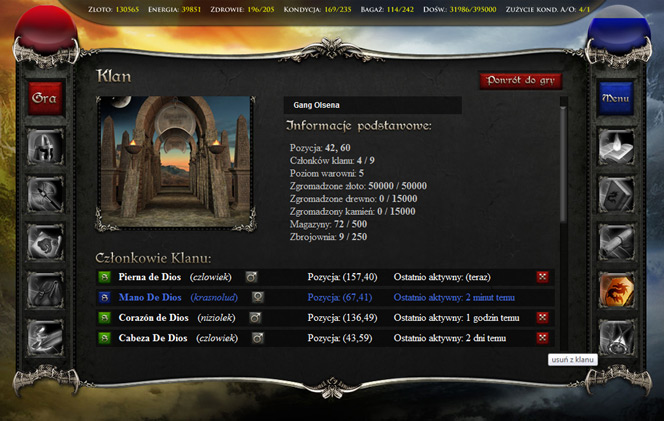 Złoto: 130565 Energia: 39851 Zdrowie: 196/205 Kondycja: 169/235 Bagaż: 114/242 Dośw.: 31986/395000 Zużycie kond. A/O: 4/1
Klan
Powrót do gry
Gra
Menu
Gang Olsena
Informacje podstawowe:
Pozycja: 42, 60
Członków klanu: 4 / 9
Poziom warowni: 5
Zgromadzone złoto: 50000 / 50000
Zgromadzone drewno: 0 / 15000
Zgromadzony kamień: 0 / 15000
Magazyny: 72 / 500
Zbrojownia: 9 / 250
Członkowie Klanu:
Pierna de Dios (człowiek) Pozycja: (157,40) Ostatnio aktywny: (teraz)
Mano De Dios (krasnolud) Pozycja: (67,41) Ostatnio aktywny: 2 minut temu
Corazón de Dios (niziołek) Pozycja: (136,49) Ostatnio aktywny: 1 godzin temu
Cabeza De Dios (człowiek) Pozycja: (43,59) Ostatnio aktywny: 2 dni temu
usuń z klanu